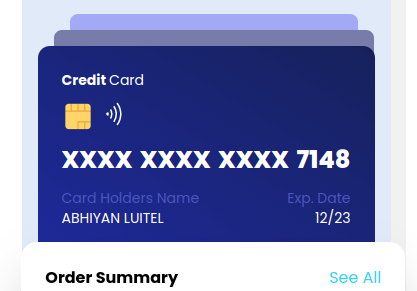 Credit Card
XXXX XXXX XXXX 7148
Card Holders Name Exp. Date
ABHIYAN LUITEL 12/23
Order Summary See All